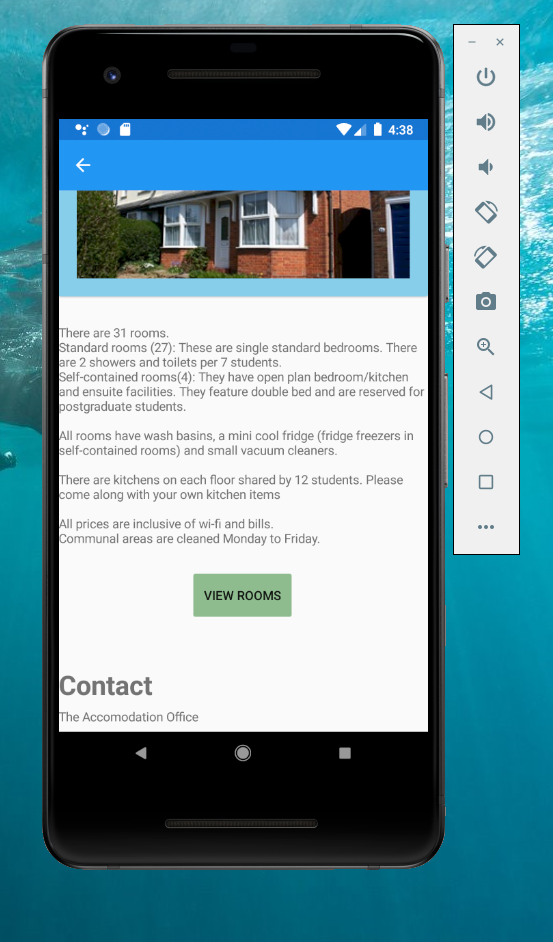 4:38
There are 31 rooms.
Standard rooms (27): These are single standard bedrooms. There
are 2 showers and toilets per 7 students.
Self-contained rooms(4): They have open plan bedroom/kitchen
and ensuite facilities. They feature double bed and are reserved for
postgraduate students.
All rooms have wash basins, a mini cool fridge (fridge freezers in
self-contained rooms) and small vacuum cleaners.
There are kitchens on each floor shared by 12 students. Please
come along with your own kitchen items
All prices are inclusive of wi-fi and bills.
Communal areas are cleaned Monday to Friday.
VIEW ROOMS
Contact
The Accomodation Office